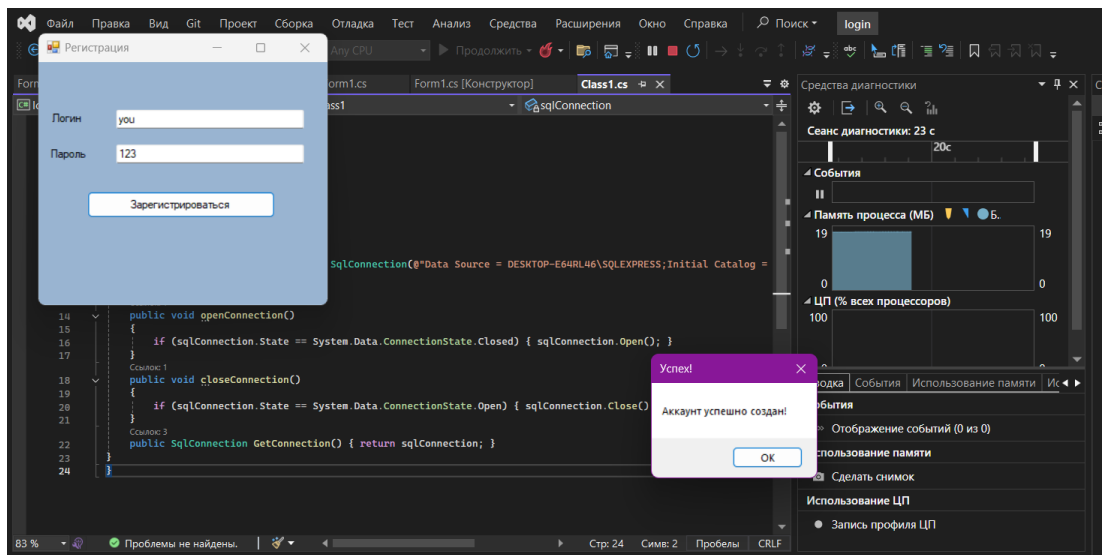 Файл Правка Вид Git Проект Сборка Отладка Тест Анализ Средства Расширения Окно Справка Поиск login
Регистрация
Any CPU Продолжить
Form1.cs [Конструктор] Class1.cs
sqlConnection
Логин you
Пароль 123
Зарегистрироваться
SqlConnection(@"Data Source = DESKTOP-E64RL46\SQLEXPRESS;Initial Catalog =
14 public void openConnection()
15 {
16 if (sqlConnection.State == System.Data.ConnectionState.Closed) { sqlConnection.Open(); }
17 }
Ссылок: 1
18 public void closeConnection()
19 {
20 if (sqlConnection.State == System.Data.ConnectionState.Open) { sqlConnection.Close()
21 }
Ссылок: 3
22 public SqlConnection GetConnection() { return sqlConnection; }
23 }
24 }
Успех!
Аккаунт успешно создан!
OK
Средства диагностики
Сеанс диагностики: 23 с
20с
События
Память процесса (МБ) Б.
19 19
0 0
ЦП (% всех процессоров)
100 100
События Использование памяти
Отображение событий (0 из 0)
Сделать снимок
Использование ЦП
Запись профиля ЦП
83 % Проблемы не найдены. Стр: 24 Симв: 2 Пробелы CRLF